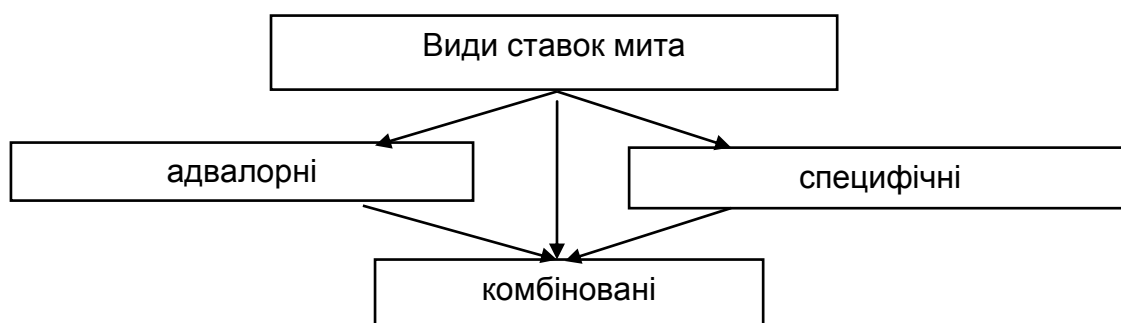 Види ставок мита
адвалорні
специфічні
комбіновані